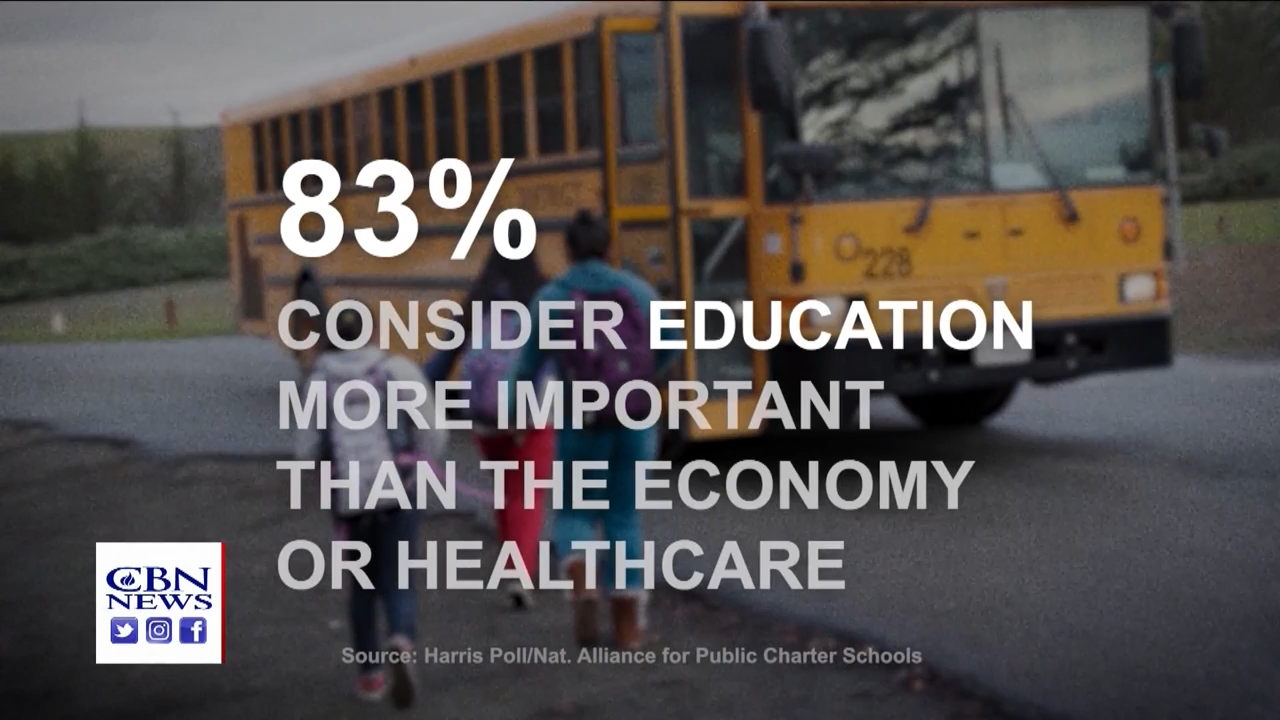 83%
CONSIDER EDUCATION
MORE IMPORTANT
THAN THE ECONOMY
OR HEALTHCARE
228
CBN
NEWS
Source: Harris Poll/Nat. Alliance for Public Charter Schools